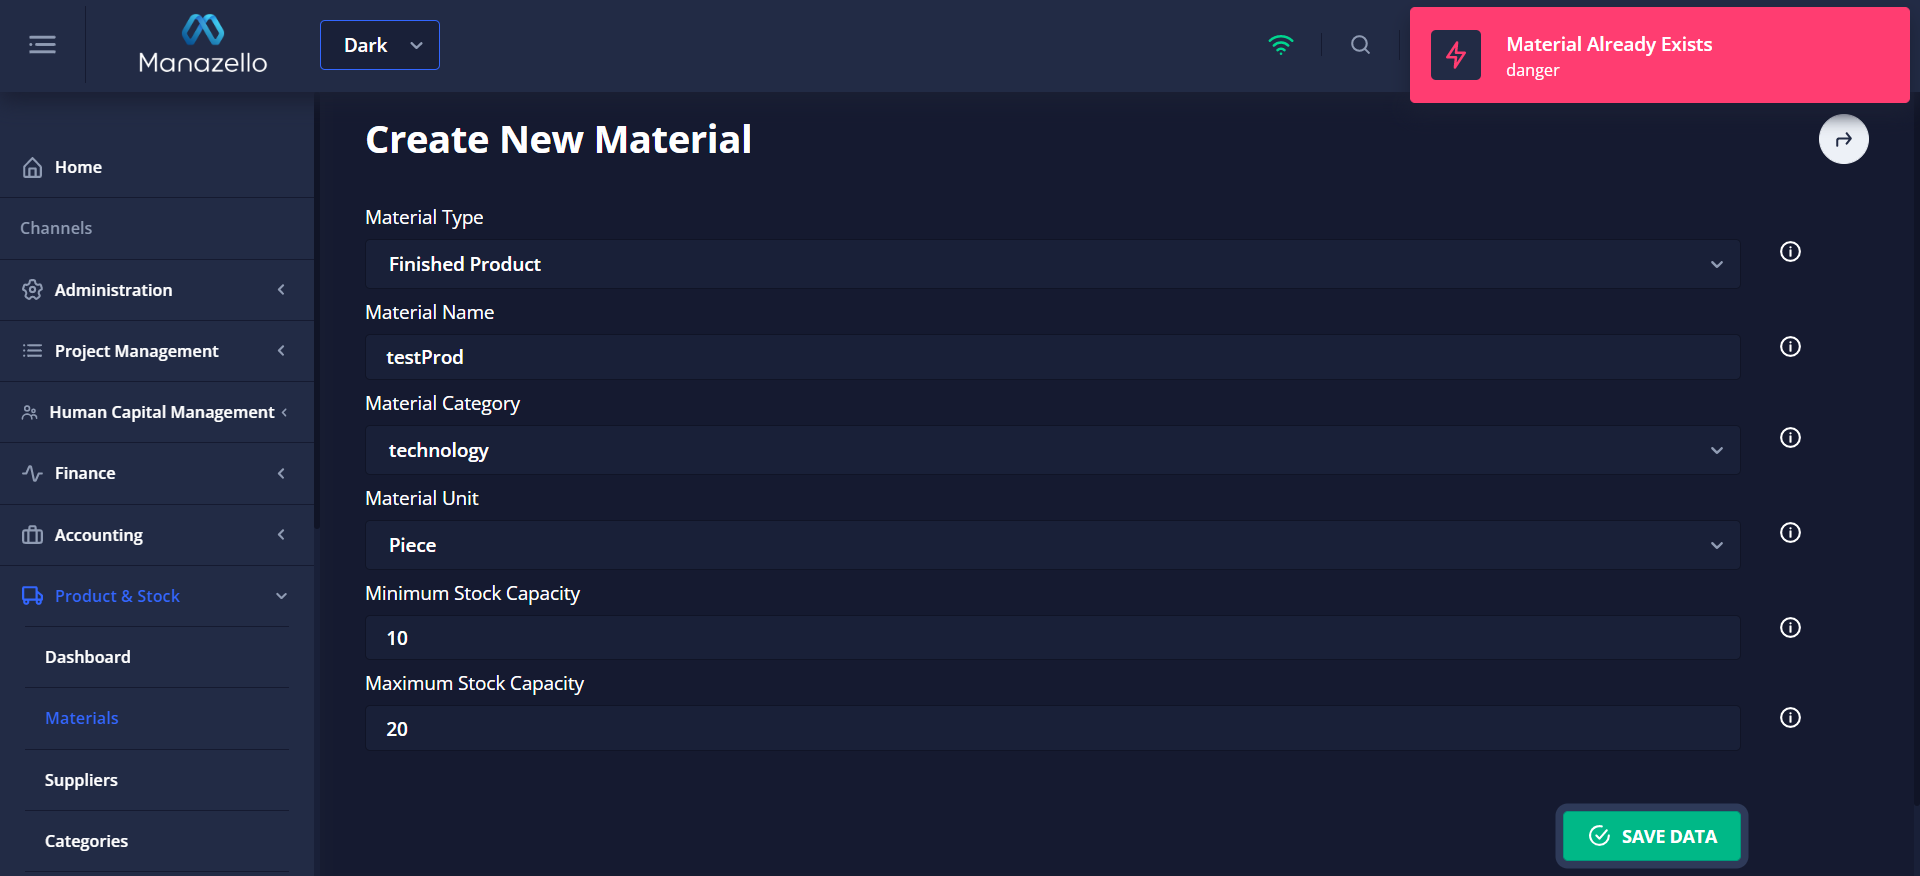 Manazello
Dark
Material Already Exists
danger
Home
Channels
Administration
Project Management
Human Capital Management
Finance
Accounting
Product & Stock
Dashboard
Materials
Suppliers
Categories
Create New Material
Material Type
Finished Product
Material Name
testProd
Material Category
technology
Material Unit
Piece
Minimum Stock Capacity
10
Maximum Stock Capacity
20
SAVE DATA